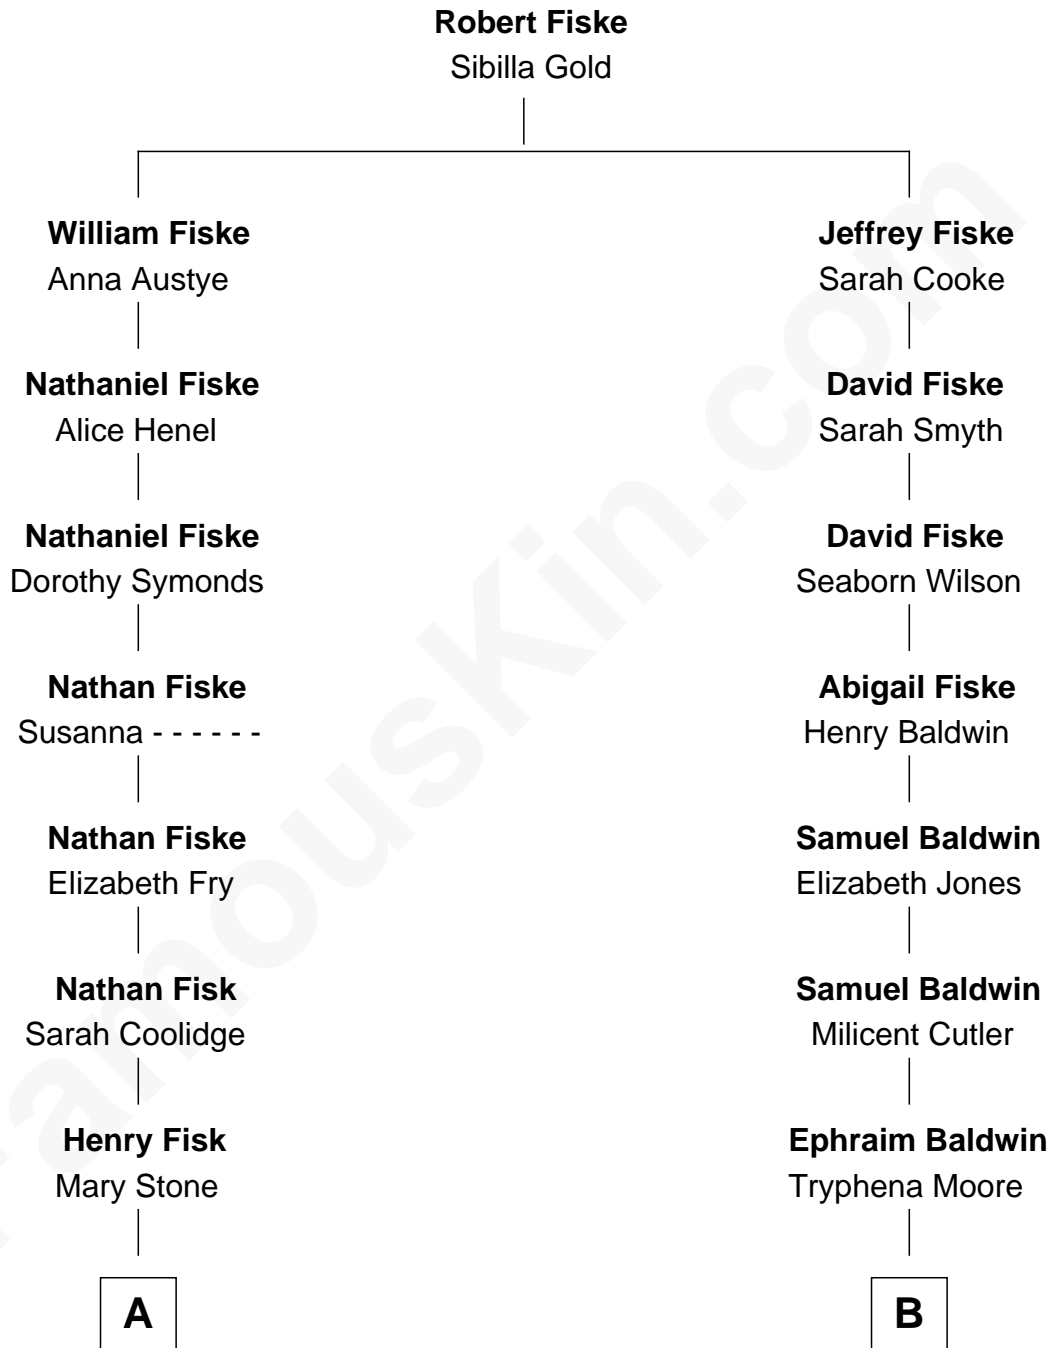 Robert Fiske
Sibilla Gold
William Fiske
Anna Austye
Nathaniel Fiske
Alice Henel
Nathaniel Fiske
Dorothy Symonds
Nathan Fiske
Susanna - - - - - -
Nathan Fiske
Elizabeth Fry
Nathan Fisk
Sarah Coolidge
Henry Fisk
Mary Stone
A
Jeffrey Fiske
Sarah Cooke
David Fiske
Sarah Smyth
David Fiske
Seaborn Wilson
Abigail Fiske
Henry Baldwin
Samuel Baldwin
Elizabeth Jones
Samuel Baldwin
Milicent Cutler
Ephraim Baldwin
Tryphena Moore
B
FamousKin.com